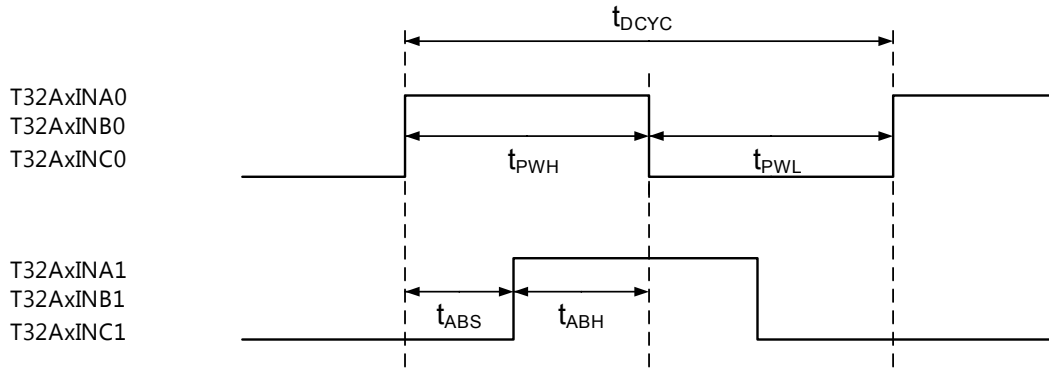 tDCYC
T32AxINA0
T32AxINB0
T32AxINC0
tPWH
tPWL
T32AxINA1
T32AxINB1
T32AxINC1
tABS
tABH